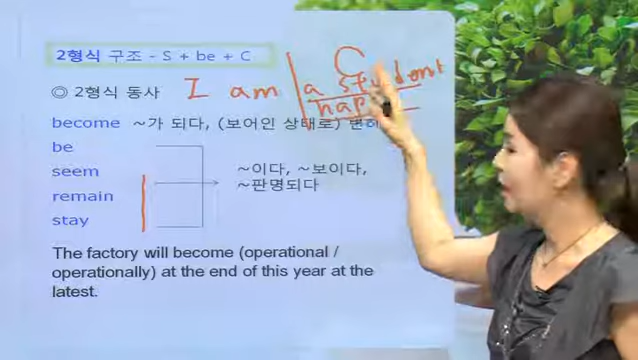 2형식 구조 - S + be + C
◎ 2형식 동사 I am a student
happ
become ~가 되다, (보어인 상태로) 변하
be
seem ~이다, ~보이다,
remain ~판명되다
stay
The factory will become (operational /
operationally) at the end of this year at the
latest.
C